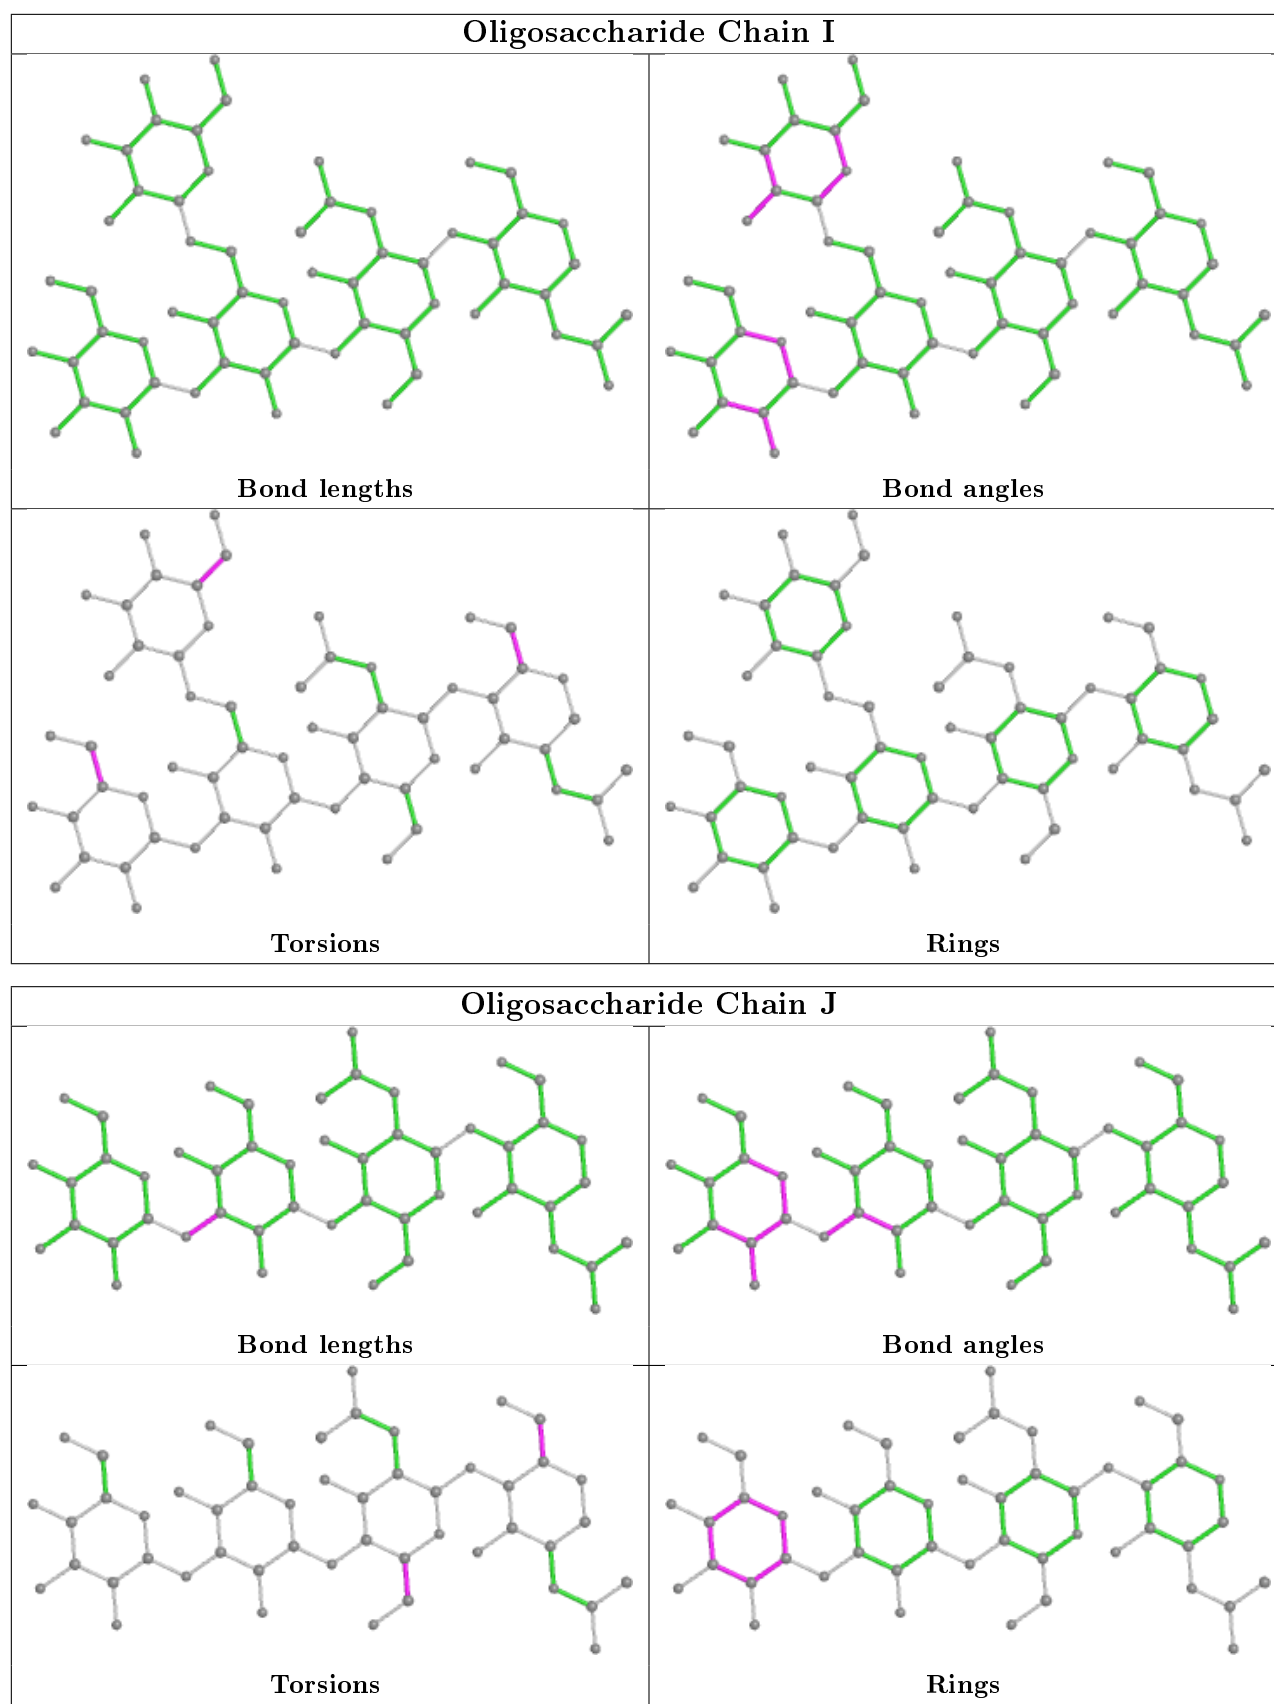 Oligosaccharide Chain I
Bond lengths
Bond angles
Torsions
Rings
Oligosaccharide Chain J
Bond lengths
Bond angles
Torsions
Rings